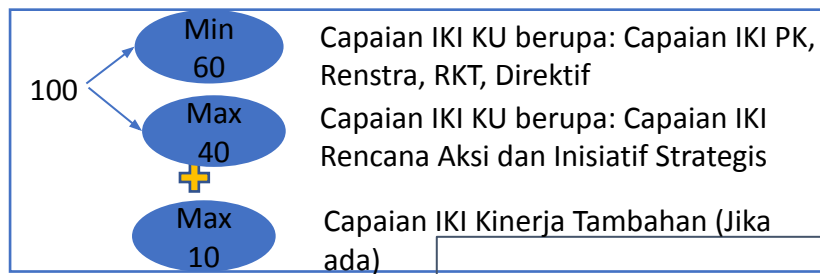 Min
60
Capaian IKI KU berupa: Capaian IKI PK,
Renstra, RKT, Direktif
100
Max
40
Capaian IKI KU berupa: Capaian IKI
Rencana Aksi dan Inisiatif Strategis
Max
10
Capaian IKI Kinerja Tambahan (Jika
ada)